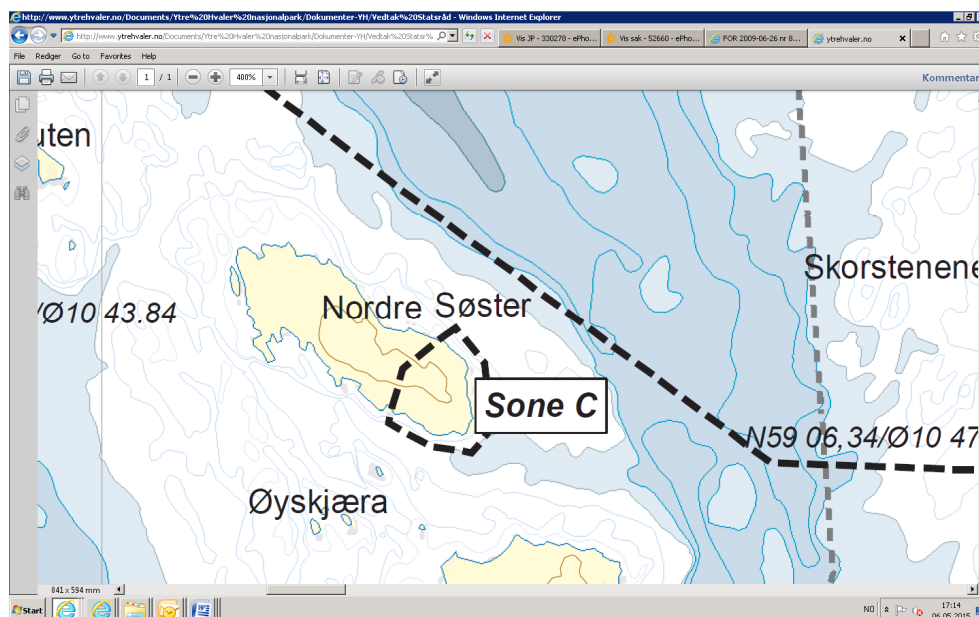 http://www.ytrehvaler.no/Documents/Ytre%20Hvaler%20nasjonalpark/Dokumenter-YH/Vedtak%20Statsråd - Windows Internet Explorer
http://www.ytrehvaler.no/Documents/Ytre%20Hvaler%20nasjonalpark/Dokumenter-YH/Vedtak%20Statsr%
Vis JP - 330278 - ePho...
Vis sak - 52660 - ePho...
FOR 2009-06-26 nr 8...
ytrehvaler.no
File Rediger Go to Favorites Help
1 / 1 400% Kommentar
uten
Skorstenene
/Ø10 43.84
Nordre Søster
Sone C
N59 06,34/Ø10 47
Øyskjæra
841 x 594 mm
Start
NO
17:14
06.05.2015